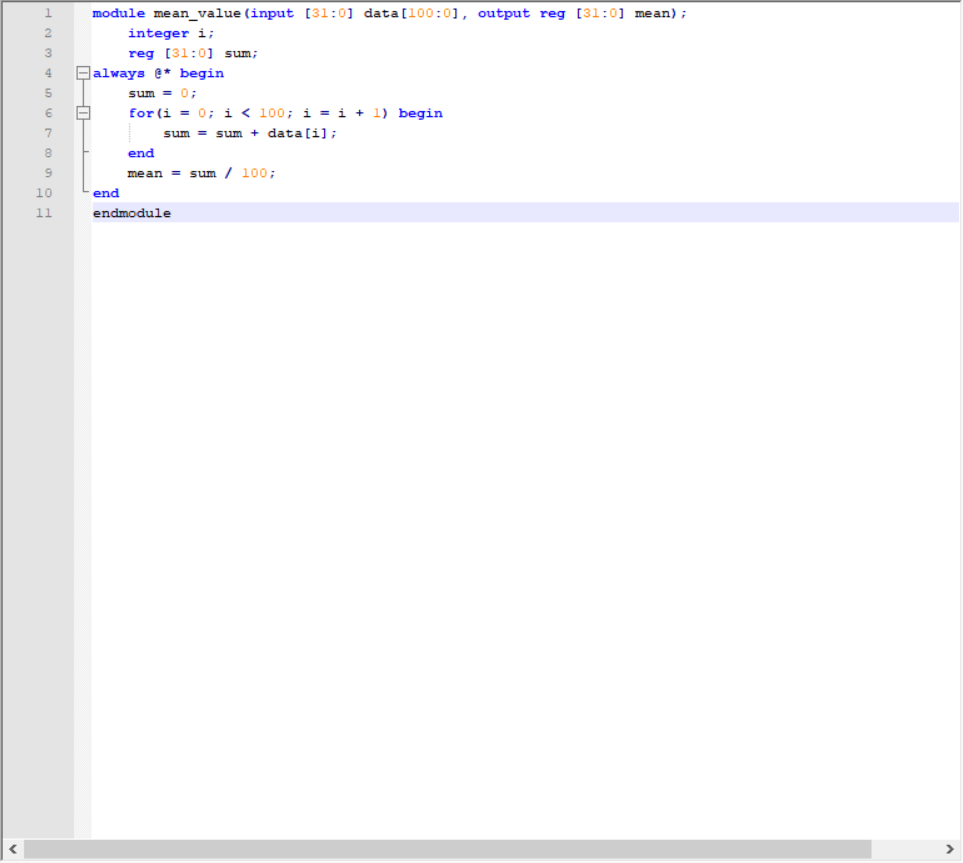 1 module mean_value(input [31:0] data[100:0], output reg [31:0] mean);
2     integer i;
3     reg [31:0] sum;
4 always @* begin
5     sum = 0;
6     for(i = 0; i < 100; i = i + 1) begin
7         sum = sum + data[i];
8     end
9     mean = sum / 100;
10 end
11 endmodule